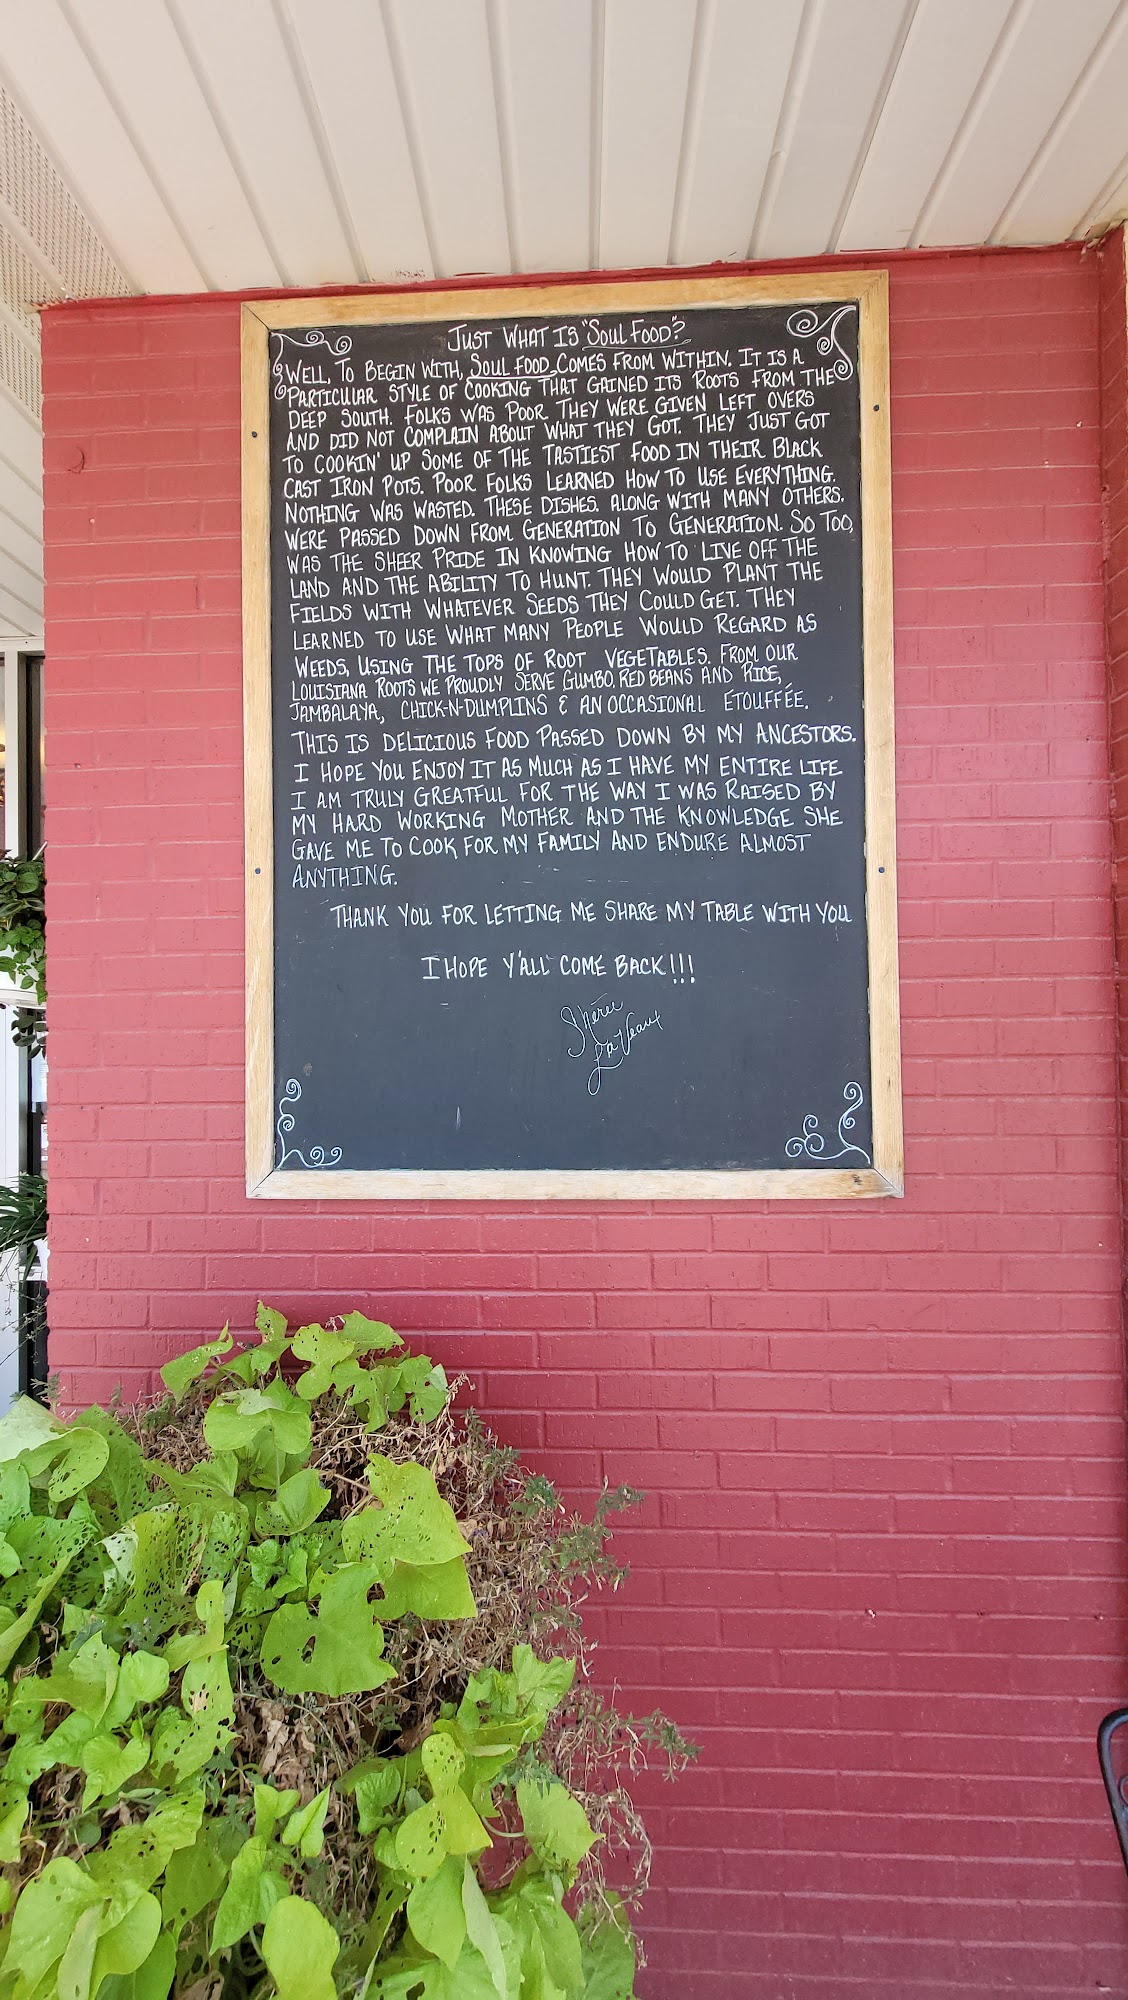 JUST WHAT IS "SOUL FOOD"?
WELL, TO BEGIN WITH, SOUL FOOD COMES FROM WITHIN. IT IS A
PARTICULAR STYLE OF COOKING THAT GAINED ITS ROOTS FROM THE
DEEP SOUTH. FOLKS WAS POOR. THEY WERE GIVEN LEFT OVERS
AND DID NOT COMPLAIN ABOUT WHAT THEY GOT. THEY JUST GOT
TO COOKIN' UP SOME OF THE TASTIEST FOOD IN THEIR BLACK
CAST IRON POTS. POOR FOLKS LEARNED HOW TO USE EVERYTHING.
NOTHING WAS WASTED. THESE DISHES. ALONG WITH MANY OTHERS.
WERE PASSED DOWN FROM GENERATION TO GENERATION. SO TOO,
WAS THE SHEER PRIDE IN KNOWING HOW TO LIVE OFF THE
LAND AND THE ABILITY TO HUNT. THEY WOULD PLANT THE
FIELDS WITH WHATEVER SEEDS THEY COULD GET. THEY
LEARNED TO USE WHAT MANY PEOPLE WOULD REGARD AS
WEEDS, USING THE TOPS OF ROOT VEGETABLES. FROM OUR
LOUISIANA ROOTS WE PROUDLY SERVE GUMBO, RED BEANS AND RICE,
JAMBALAYA, CHICK-N-DUMPLINS & AN OCCASIONAL ETOUFFÉE.
THIS IS DELICIOUS FOOD PASSED DOWN BY MY ANCESTORS.
I HOPE YOU ENJOY IT AS MUCH AS I HAVE MY ENTIRE LIFE
I AM TRULY GREATFUL FOR THE WAY I WAS RAISED BY
MY HARD WORKING MOTHER AND THE KNOWLEDGE SHE
GAVE ME TO COOK FOR MY FAMILY AND ENDURE ALMOST
ANYTHING.
THANK YOU FOR LETTING ME SHARE MY TABLE WITH YOU
I HOPE Y'ALL COME BACK!!!
Shéreé
La Veaux